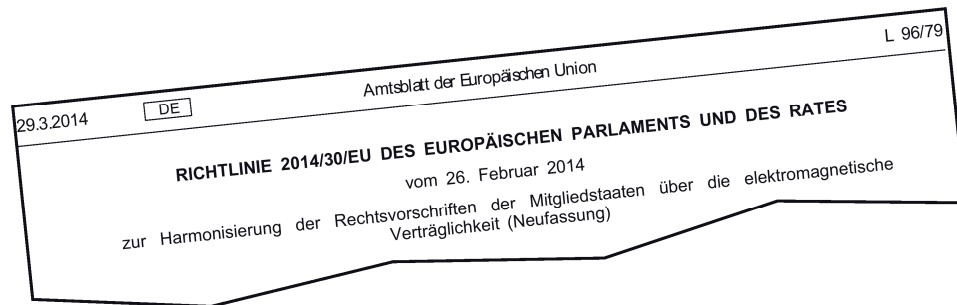 L 96/79
29.3.2014 DE Amtsblatt der Europäischen Union
RICHTLINIE 2014/30/EU DES EUROPÄISCHEN PARLAMENTS UND DES RATES
vom 26. Februar 2014
zur Harmonisierung der Rechtsvorschriften der Mitgliedstaaten über die elektromagnetische
Verträglichkeit (Neufassung)